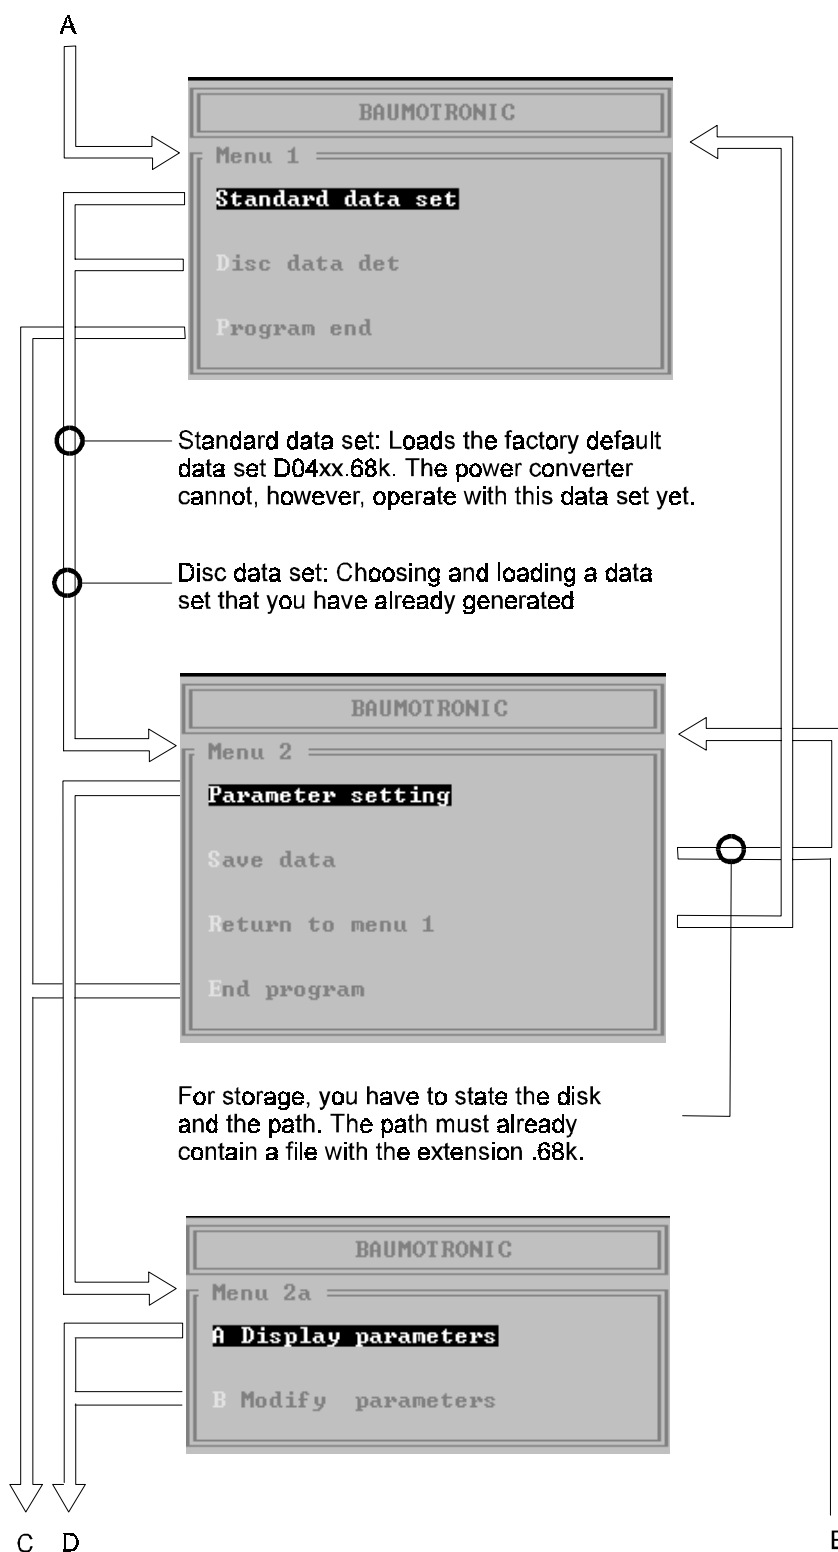 A
BAUMOTRONIC
Menu 1
Standard data set
Disc data det
Program end
Standard data set: Loads the factory default
data set D04xx.68k. The power converter
cannot, however, operate with this data set yet.
Disc data set: Choosing and loading a data
set that you have already generated
BAUMOTRONIC
Menu 2
Parameter setting
Save data
Return to menu 1
End program
For storage, you have to state the disk
and the path. The path must already
contain a file with the extension .68k.
BAUMOTRONIC
Menu 2a
A Display parameters
B Modify parameters
C D